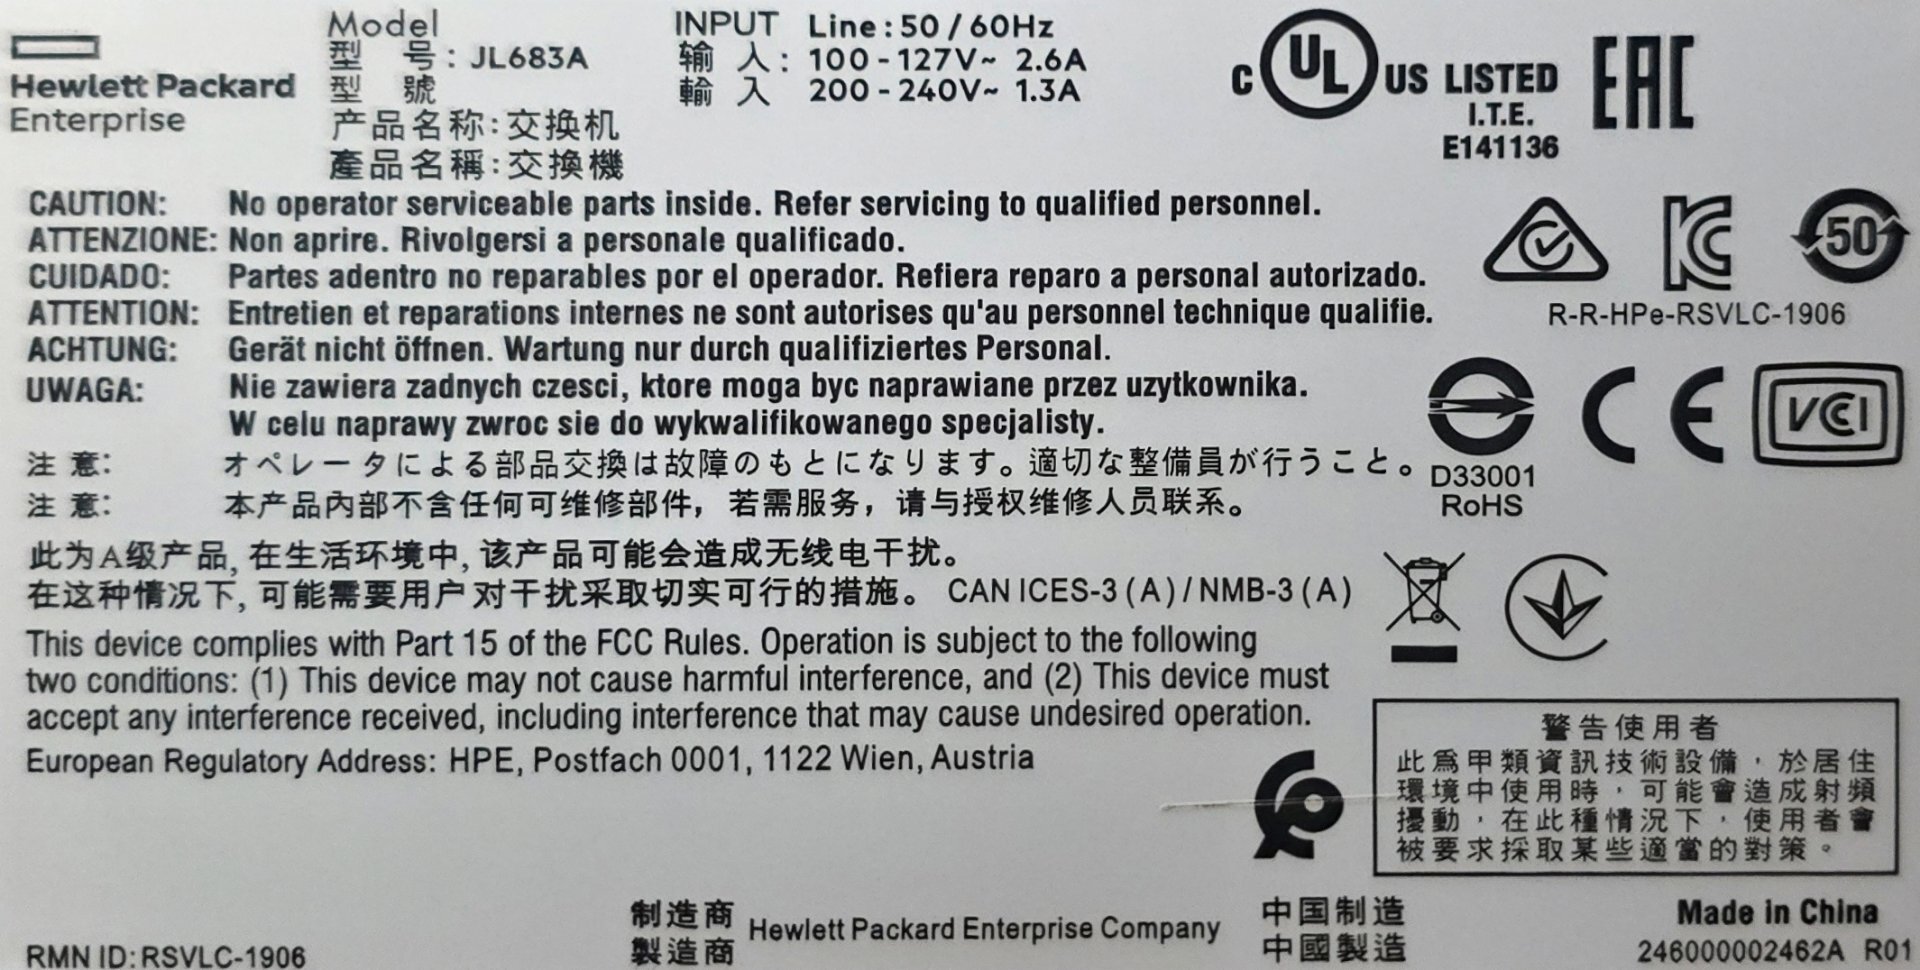 Hewlett Packard
Enterprise
Model
型 号: JL683A
型 號
产品名称:交换机
產品名稱:交換機
INPUT Line: 50 / 60Hz
输 入: 100 - 127V~ 2.6A
輸 入 200 - 240V~ 1.3A
C UL US LISTED
I.T.E.
E141136
EAC
CAUTION: No operator serviceable parts inside. Refer servicing to qualified personnel.
ATTENZIONE: Non aprire. Rivolgersi a personale qualificado.
CUIDADO: Partes adentro no reparables por el operador. Refiera reparo a personal autorizado.
ATTENTION: Entretien et reparations internes ne sont autorises qu'au personnel technique qualifie.
ACHTUNG: Gerät nicht öffnen. Wartung nur durch qualifiziertes Personal.
UWAGA: Nie zawiera zadnych czesci, ktore moga byc naprawiane przez uzytkownika.
W celu naprawy zwroc sie do wykwalifikowanego specjalisty.
注 意: オペレータによる部品交換は故障のもとになります。適切な整備員が行うこと。
注 意: 本产品内部不含任何可维修部件，若需服务，请与授权维修人员联系。
50
R-R-HPe-RSVLC-1906
D33001
RoHS
CE
VCI
此为A级产品, 在生活环境中, 该产品可能会造成无线电干扰。
在这种情况下, 可能需要用户对干扰采取切实可行的措施。 CAN ICES-3 (A) / NMB-3 (A)
This device complies with Part 15 of the FCC Rules. Operation is subject to the following
two conditions: (1) This device may not cause harmful interference, and (2) This device must
accept any interference received, including interference that may cause undesired operation.
European Regulatory Address: HPE, Postfach 0001, 1122 Wien, Austria
警告使用者
此為甲類資訊技術設備，於居住
環境中使用時，可能會造成射頻
擾動，在此種情況下，使用者會
被要求採取某些適當的對策。
RMN ID: RSVLC-1906
制造商
製造商
Hewlett Packard Enterprise Company
中国制造
中國製造
Made in China
246000002462A R01